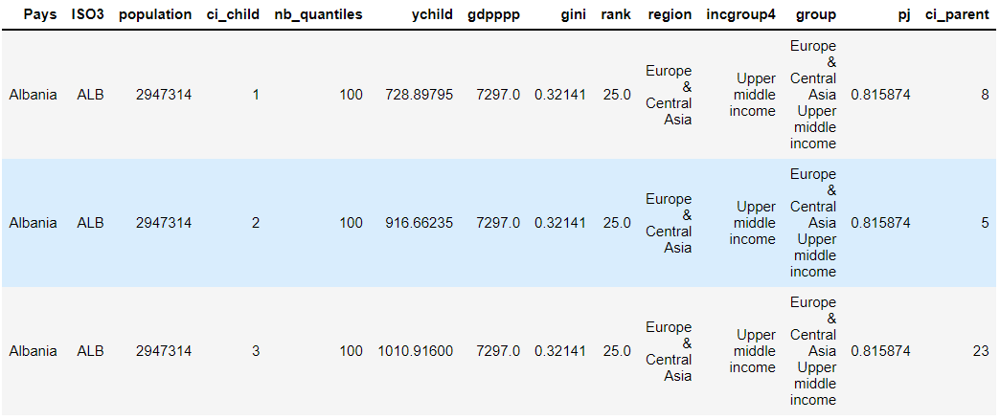 Pays ISO3 population ci_child nb_quantiles ychild gdpppp gini rank region incgroup4 group pj ci_parent
Albania ALB 2947314 1 100 728.89795 7297.0 0.32141 25.0 Europe & Central Asia Upper middle income Europe & Central Asia Upper middle income 0.815874 8
Albania ALB 2947314 2 100 916.66235 7297.0 0.32141 25.0 Europe & Central Asia Upper middle income Europe & Central Asia Upper middle income 0.815874 5
Albania ALB 2947314 3 100 1010.91600 7297.0 0.32141 25.0 Europe & Central Asia Upper middle income Europe & Central Asia Upper middle income 0.815874 23